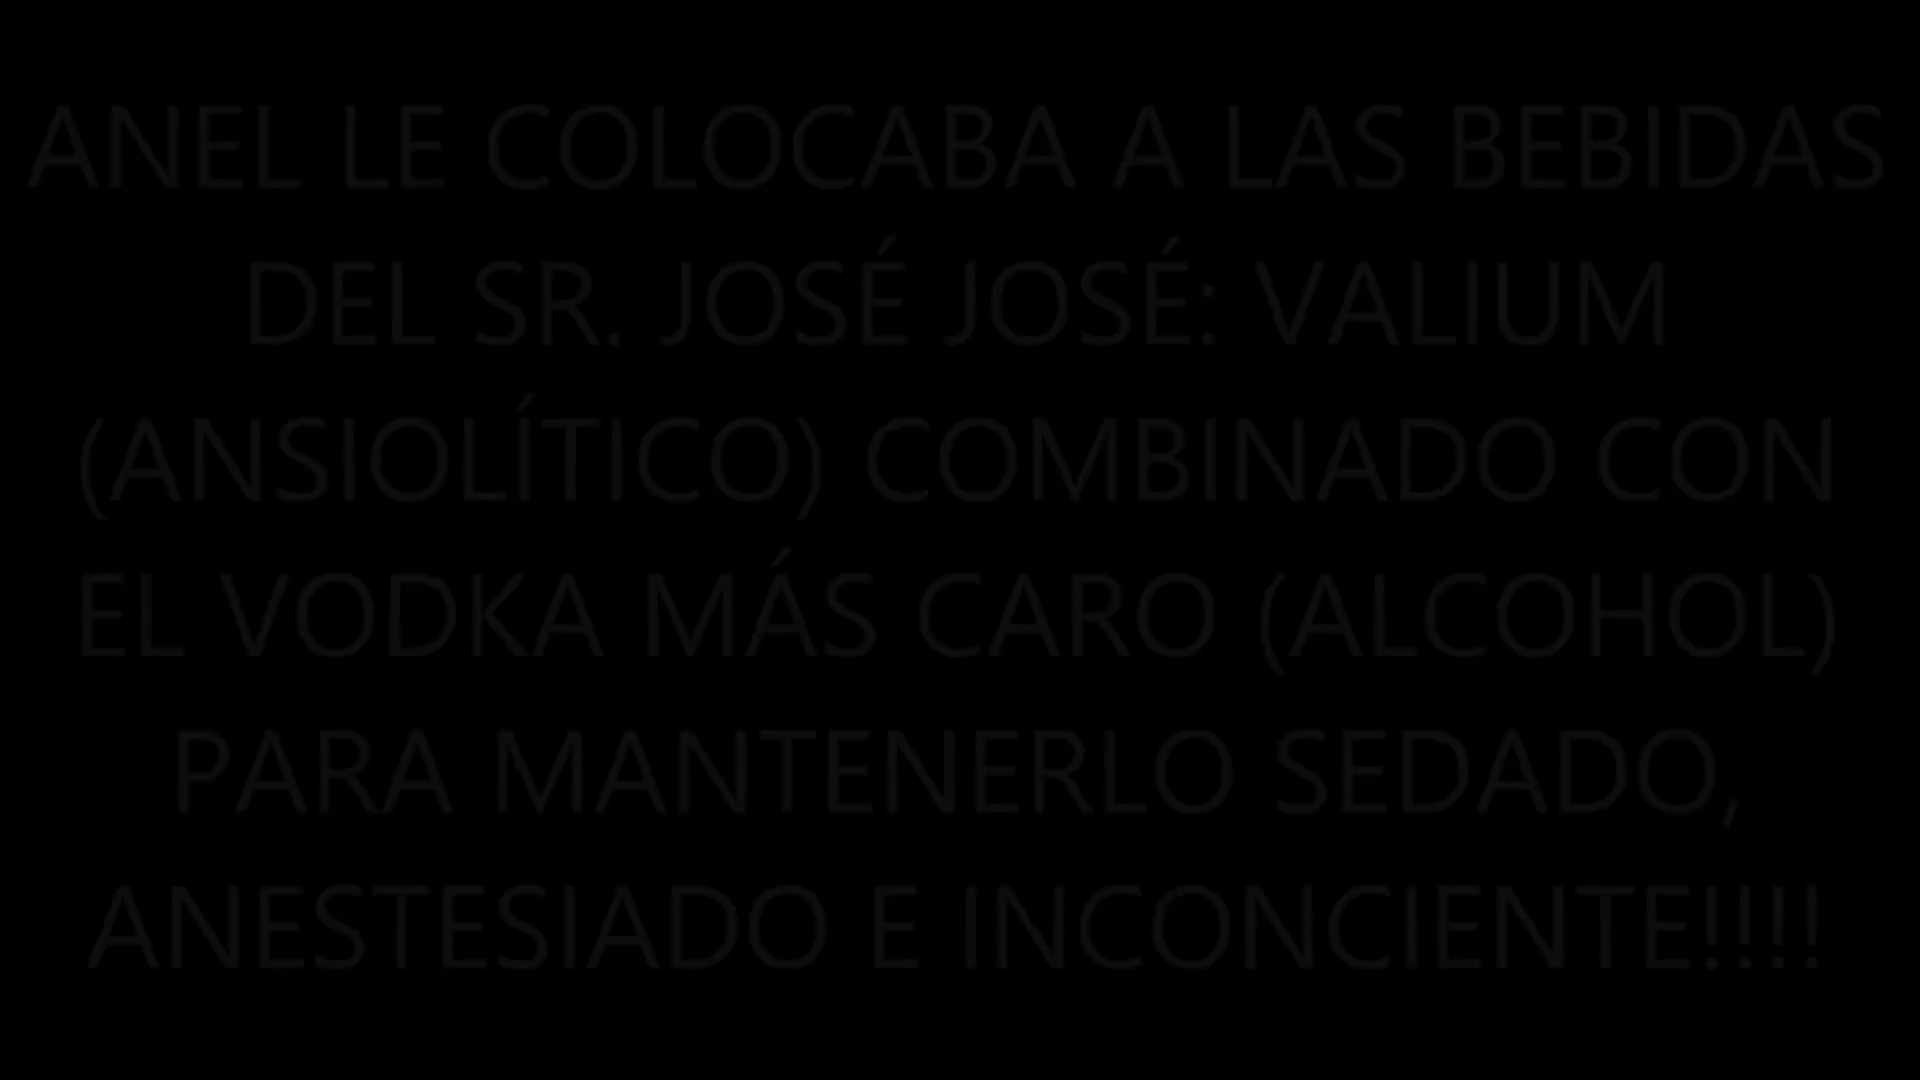 ANEL LE COLOCABA A LAS BEBIDAS
DEL SR. JOSÉ JOSÉ: VALIUM
(ANSIOLÍTICO) COMBINADO CON
EL VODKA MÁS CARO (ALCOHOL)
PARA MANTENERLO SEDADO,
ANESTESIADO E INCONCIENTE!!!!